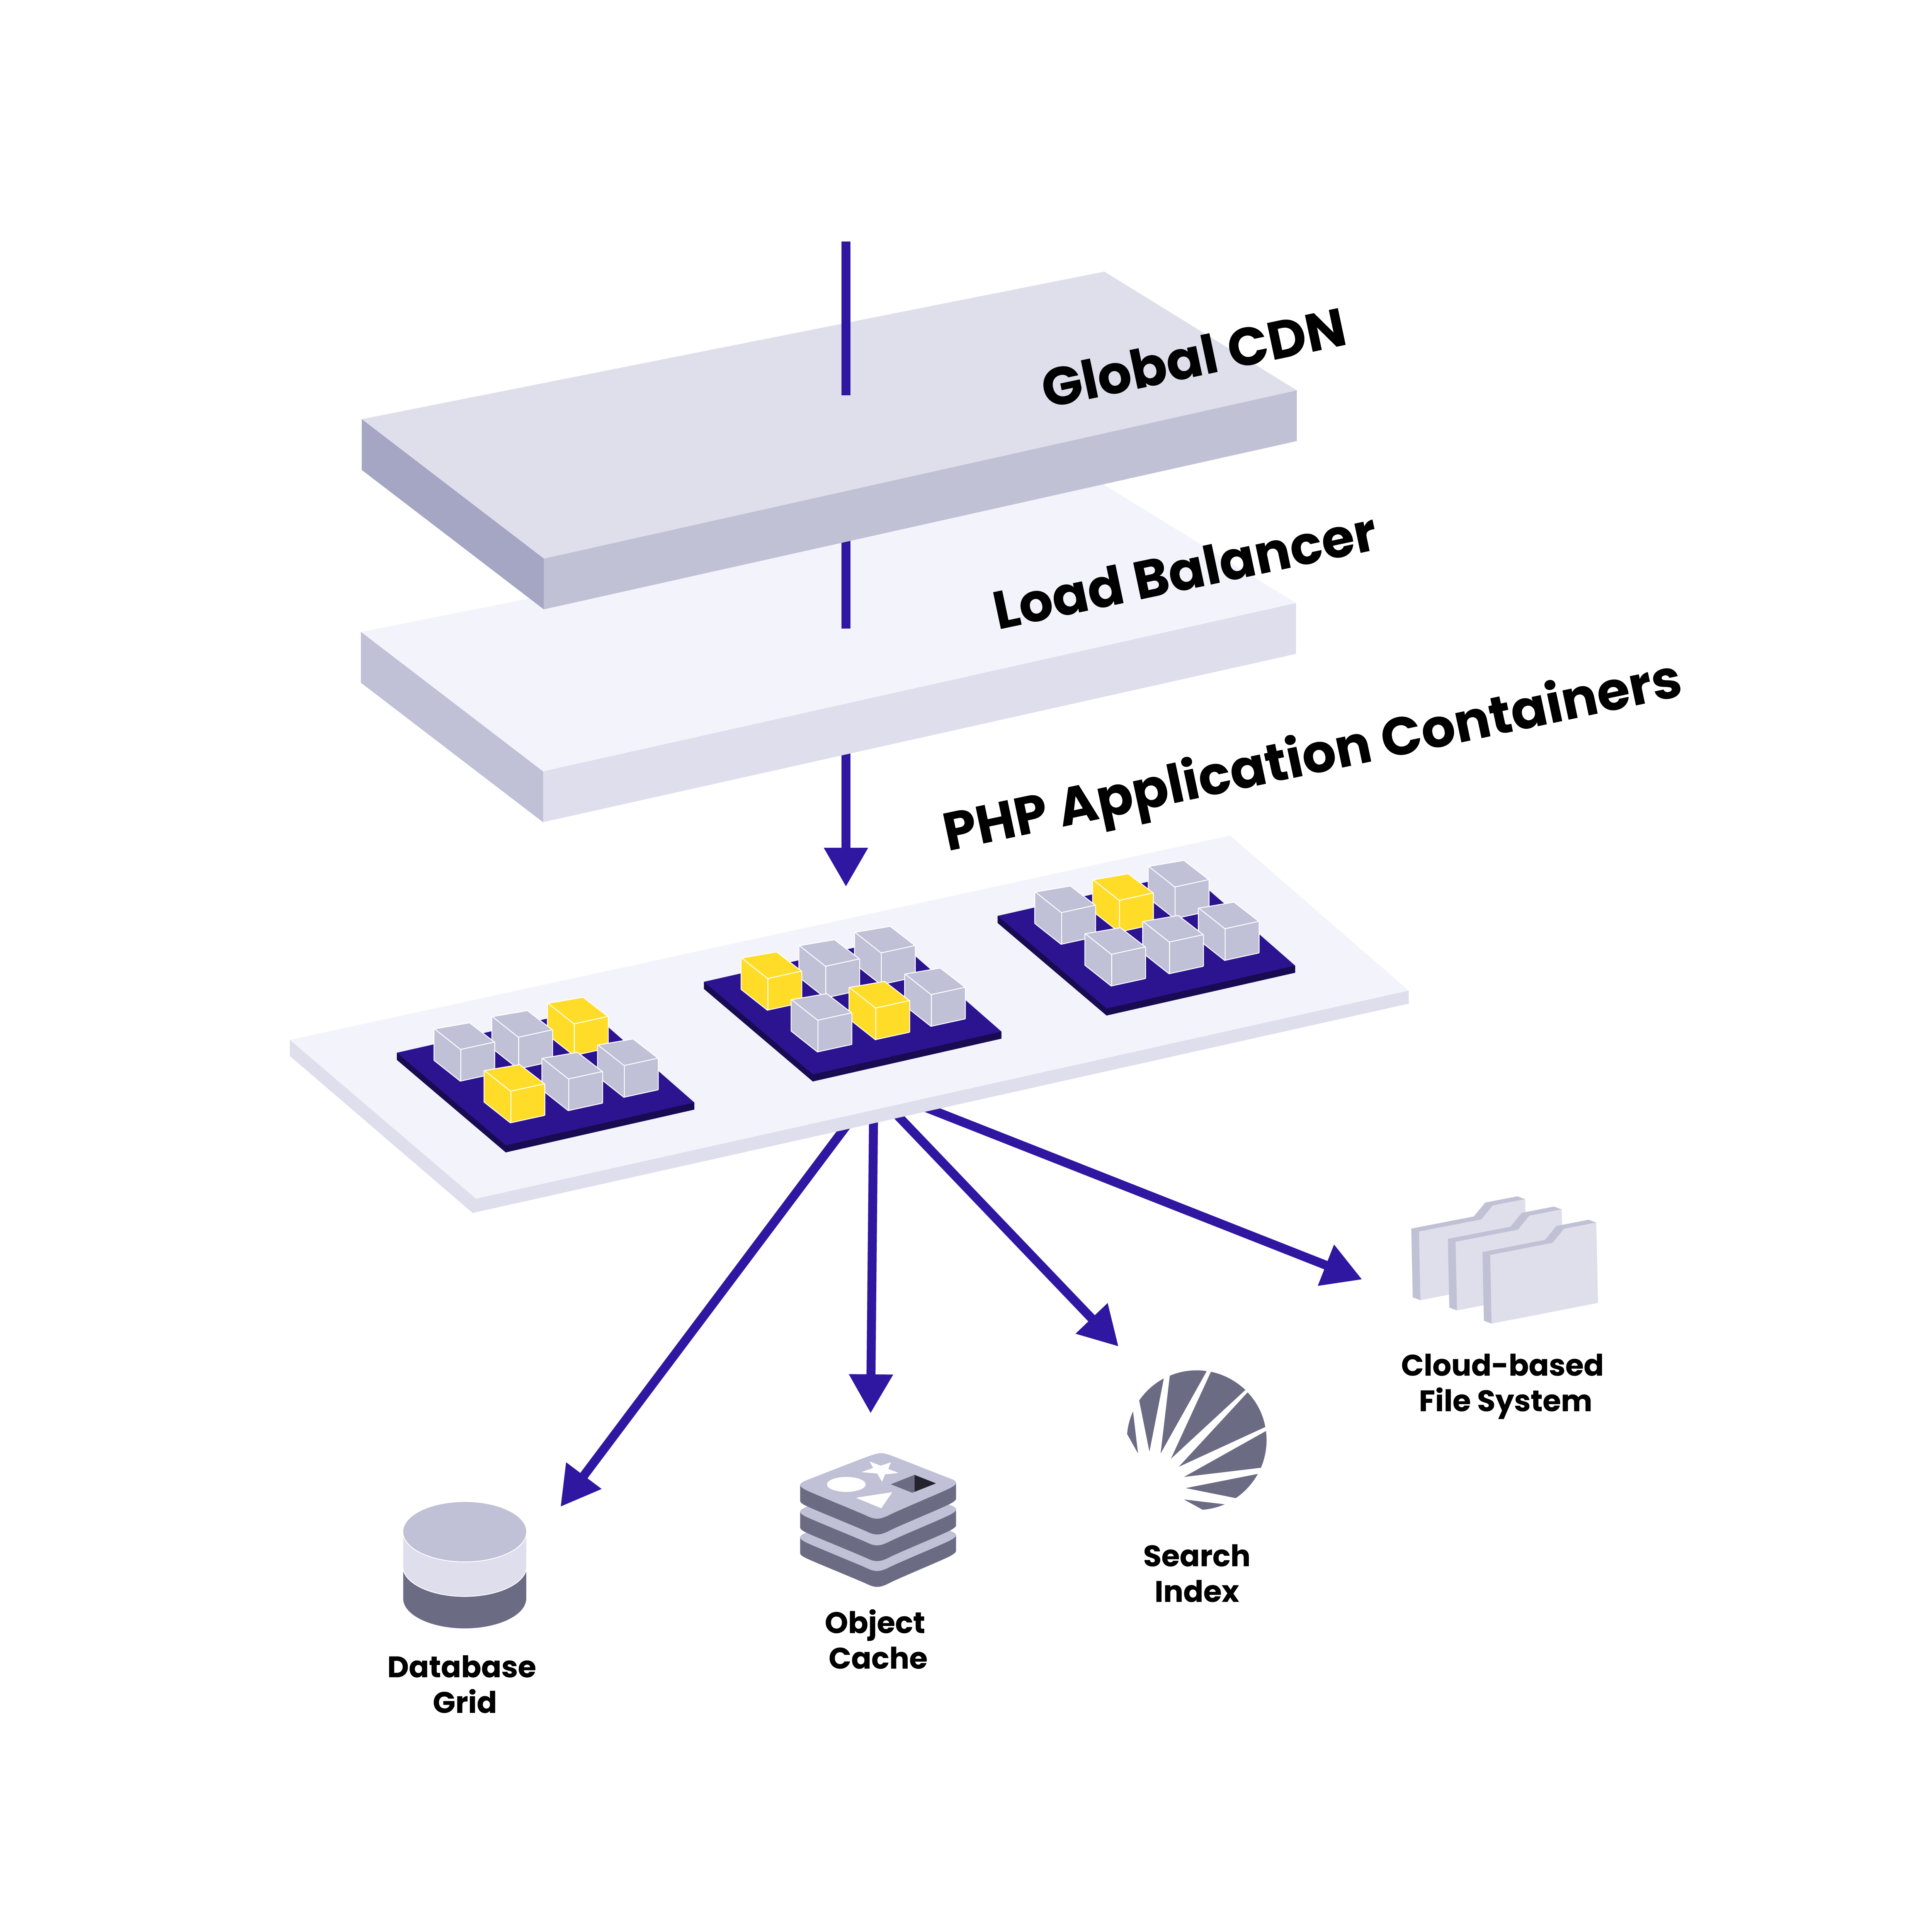 Global CDN
Load Balancer
PHP Application Containers
Cloud-based
File System
Search
Index
Object
Cache
Database
Grid